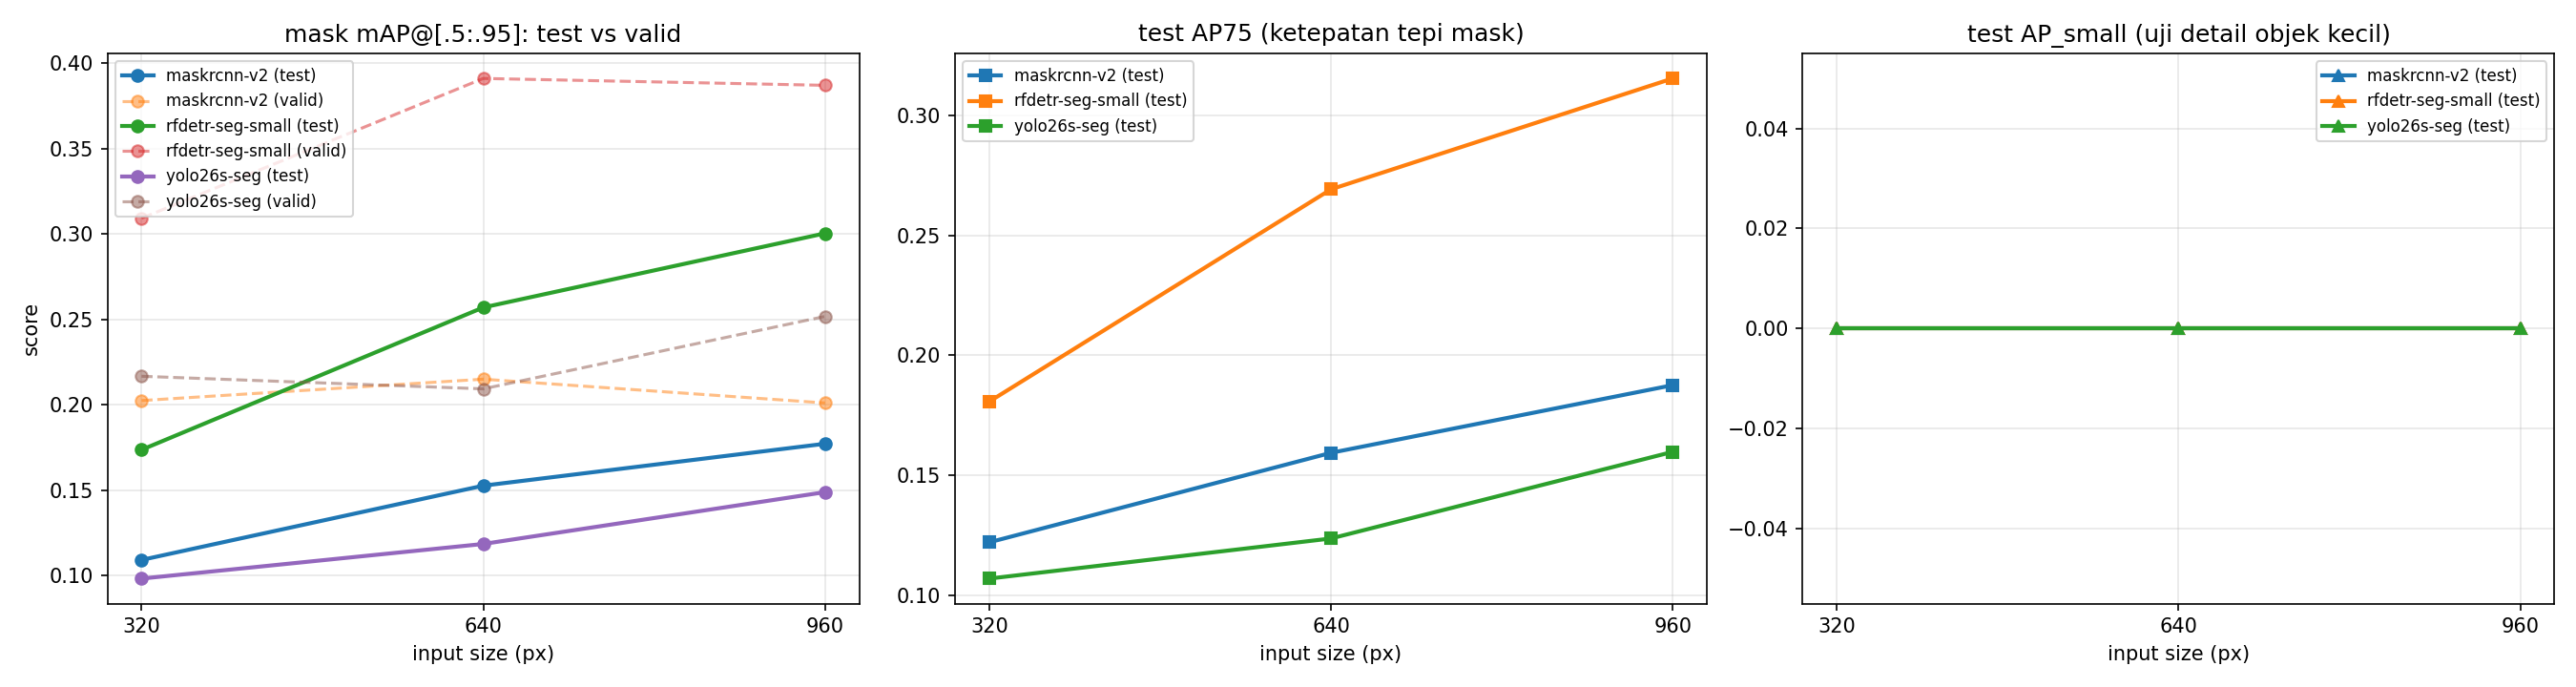 mask mAP@[.5:.95]: test vs valid
maskrcnn-v2 (test)
maskrcnn-v2 (valid)
rfdetr-seg-small (test)
rfdetr-seg-small (valid)
yolo26s-seg (test)
yolo26s-seg (valid)
score
0.40
0.35
0.30
0.25
0.20
0.15
0.10
320 640 960
input size (px)
test AP75 (ketepatan tepi mask)
maskrcnn-v2 (test)
rfdetr-seg-small (test)
yolo26s-seg (test)
0.30
0.25
0.20
0.15
0.10
320 640 960
input size (px)
test AP_small (uji detail objek kecil)
maskrcnn-v2 (test)
rfdetr-seg-small (test)
yolo26s-seg (test)
0.04
0.02
0.00
−0.02
−0.04
320 640 960
input size (px)